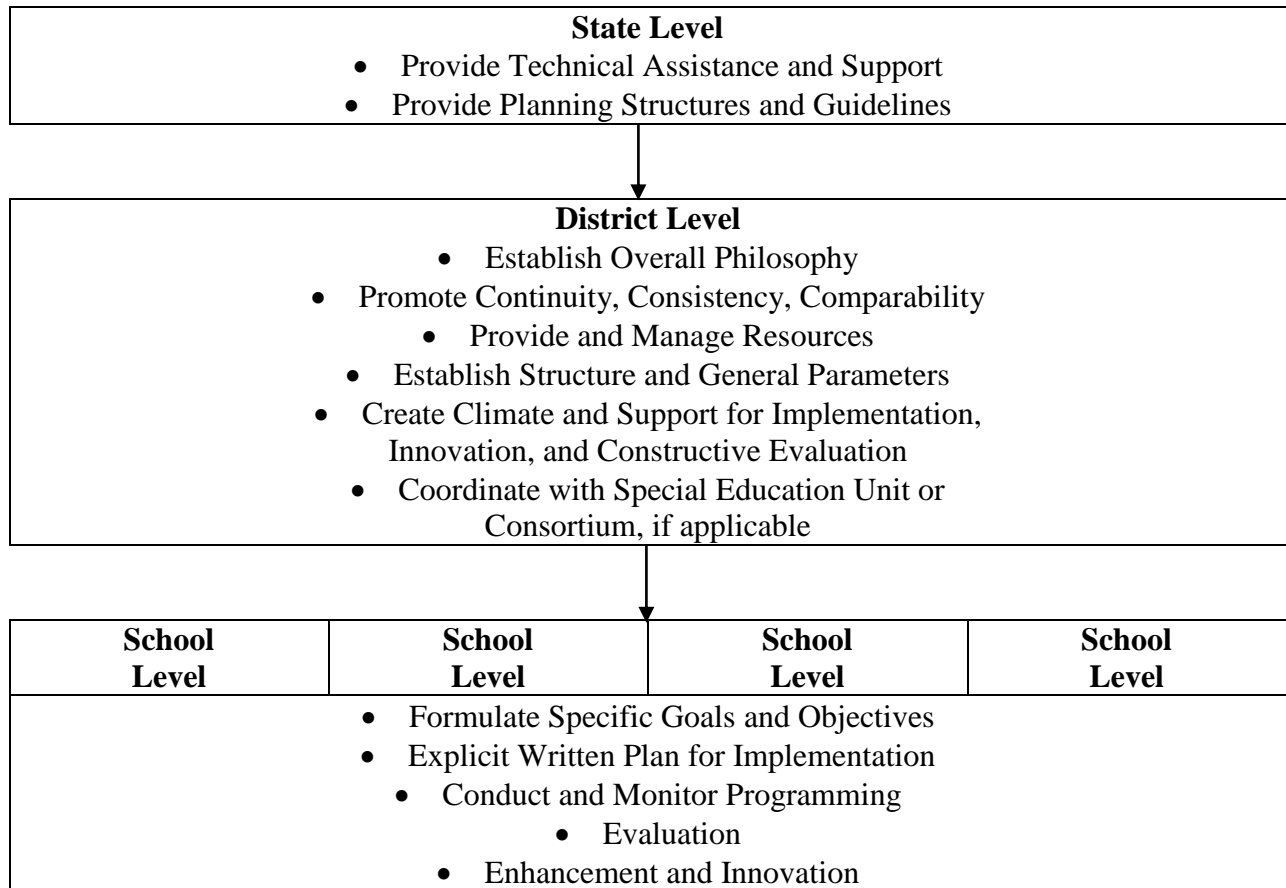 State Level
• Provide Technical Assistance and Support
• Provide Planning Structures and Guidelines
District Level
• Establish Overall Philosophy
• Promote Continuity, Consistency, Comparability
• Provide and Manage Resources
• Establish Structure and General Parameters
• Create Climate and Support for Implementation,
Innovation, and Constructive Evaluation
• Coordinate with Special Education Unit or
Consortium, if applicable
School School School School
Level Level Level Level
• Formulate Specific Goals and Objectives
• Explicit Written Plan for Implementation
• Conduct and Monitor Programming
• Evaluation
• Enhancement and Innovation